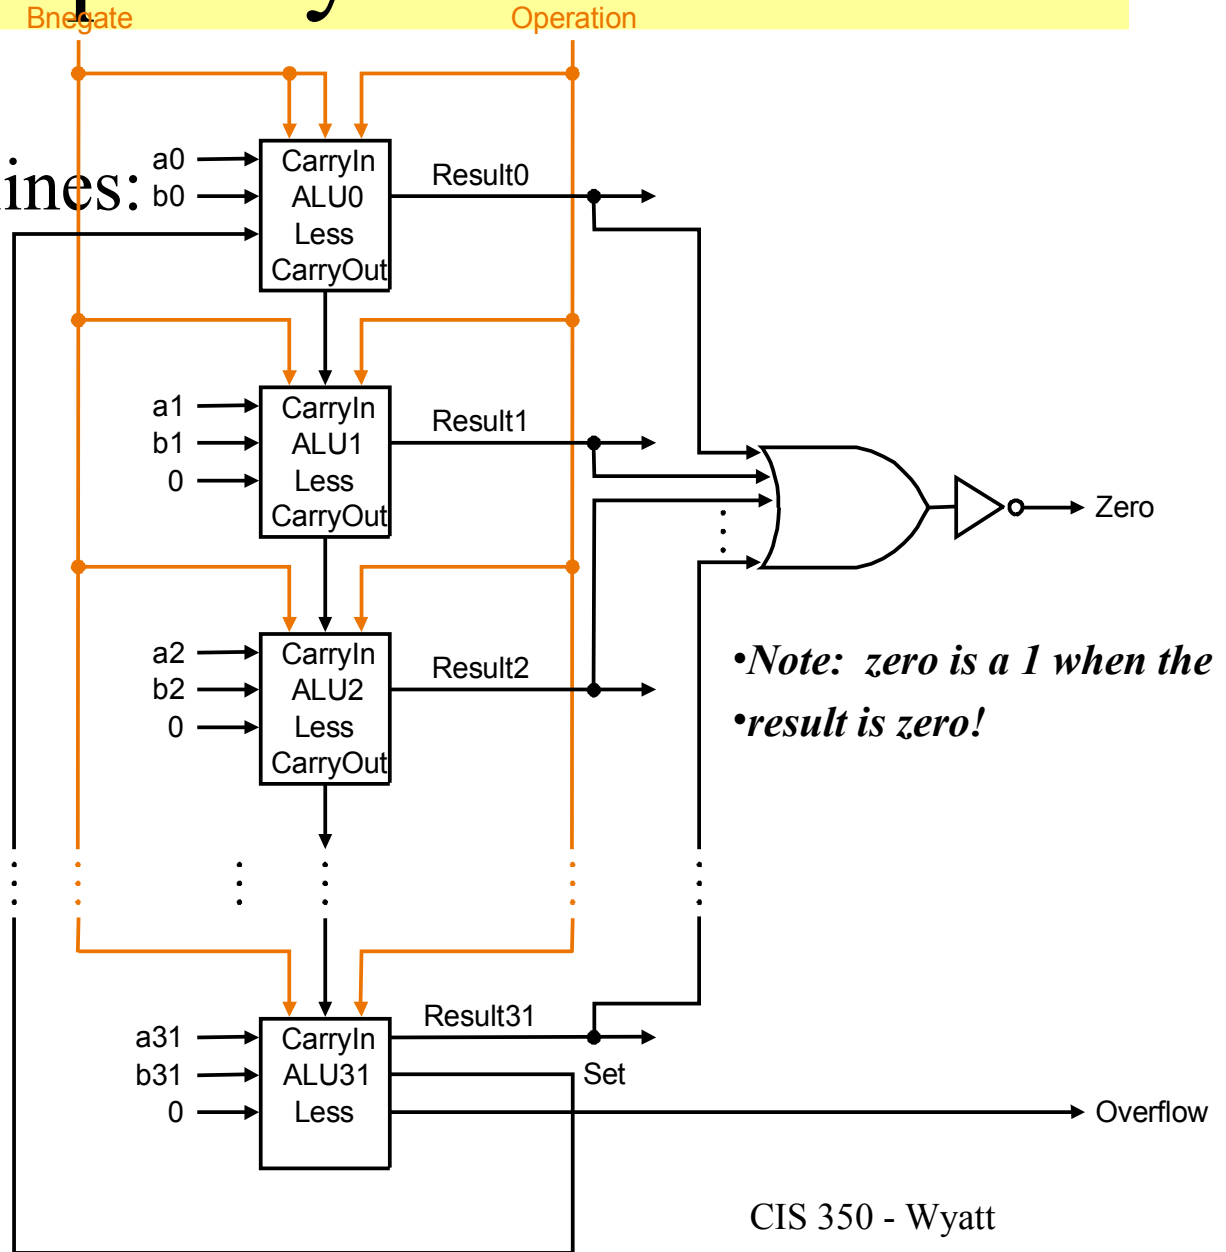 Bnegate
Operation
ines:
a0
b0
CarryIn
ALU0
Less
CarryOut
Result0
a1
b1
0
CarryIn
ALU1
Less
CarryOut
Result1
Zero
a2
b2
0
CarryIn
ALU2
Less
CarryOut
Result2
•Note: zero is a 1 when the
•result is zero!
a31
b31
0
CarryIn
ALU31
Less
Result31
Set
Overflow
CIS 350 - Wyatt